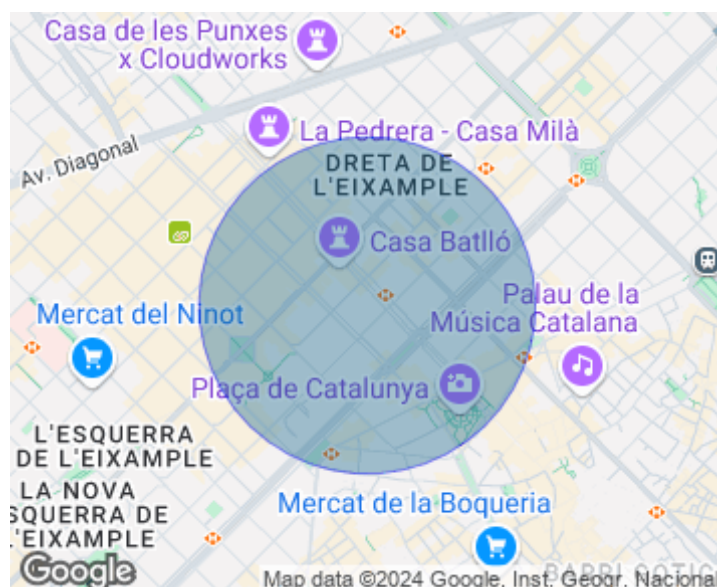 Casa de les Punxes
x Cloudworks
La Pedrera - Casa Milà
Av. Diagonal
DRETA DE
L'EIXAMPLE
Casa Batlló
Palau de la
Música Catalana
Mercat del Ninot
Plaça de Catalunya
L'ESQUERRA
DE L'EIXAMPLE
LA NOVA
ESQUERRA DE
L'EIXAMPLE
Mercat de la Boqueria
BARRI GÒTIC
Google
Map data ©2024 Google, Inst. Geogr. Naciona